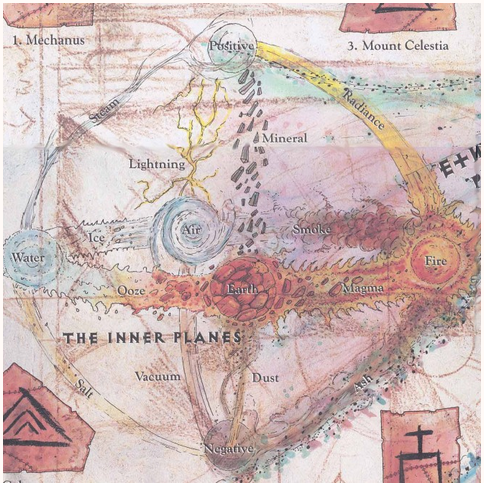 1. Mechanus
3. Mount Celestia
Positive
Radiance
Steam
Mineral
Lightning
Air
Smoke
Ice
Water
Fire
Ooze
Earth
Magma
THE INNER PLANES
Vacuum
Dust
Ash
Salt
Negative